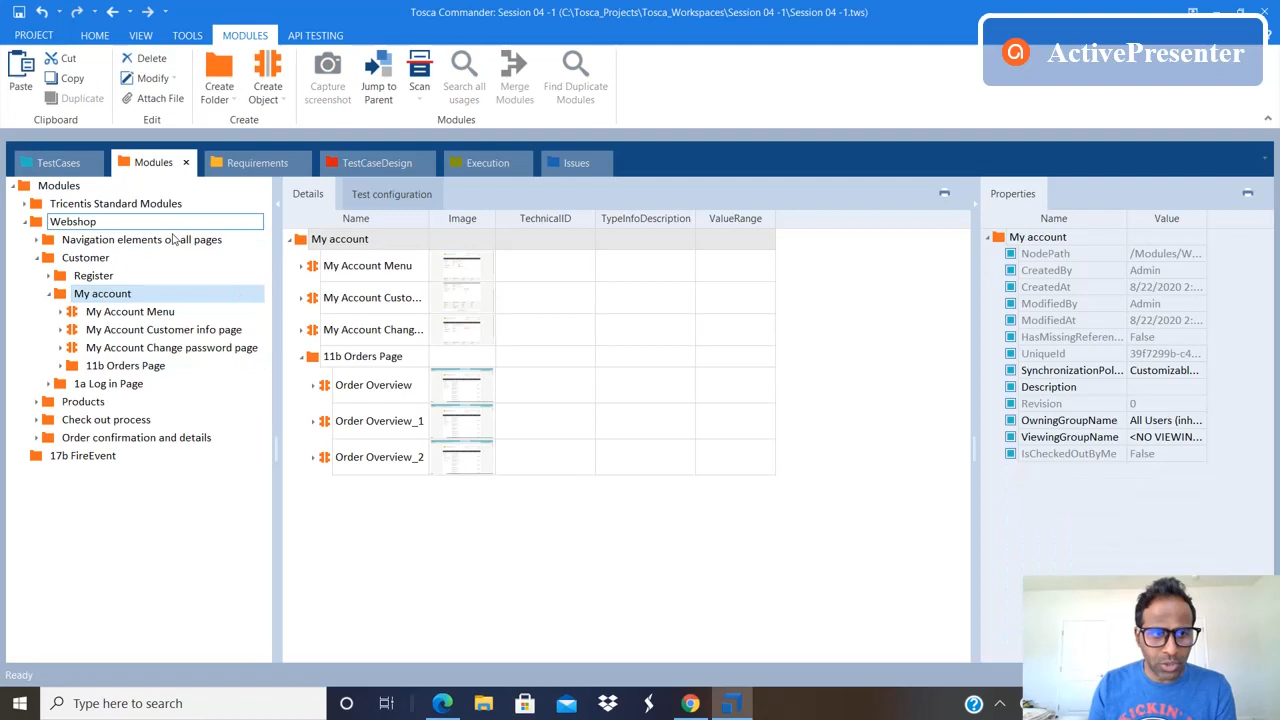 Tosca Commander: Session 04 -1 (C:\Tosca_Projects\Tosca_Workspaces\Session 04 -1\Session 04 -1.tws)
PROJECT HOME VIEW TOOLS MODULES API TESTING
ActivePresenter
Paste Cut Copy Duplicate
Clipboard
Delete Modify Attach File
Edit
Create Folder Create Object
Create
Capture screenshot Jump to Parent Scan Search all usages Merge Modules Find Duplicate Modules
Modules
TestCases Modules × Requirements TestCaseDesign Execution Issues
Modules
Tricentis Standard Modules
Webshop
Navigation elements o all pages
Customer
Register
My account
My Account Menu
My Account Customer info page
My Account Change password page
11b Orders Page
1a Log in Page
Products
Check out process
Order confirmation and details
17b FireEvent
Details Test configuration
Name Image TechnicalID TypeInfoDescription ValueRange
My account
My Account Menu
My Account Custo...
My Account Chang...
11b Orders Page
Order Overview
Order Overview_1
Order Overview_2
Properties
Name Value
My account
NodePath /Modules/W...
CreatedBy Admin
CreatedAt 8/22/2020 2:...
ModifiedBy Admin
ModifiedAt 8/22/2020 2:...
HasMissingReferen... False
UniqueId 39f7299b-c4...
SynchronizationPol... Customizabl...
Description
Revision 0
OwningGroupName All Users (inh...
ViewingGroupName <NO VIEWIN...
IsCheckedOutByMe False
Ready
Type here to search